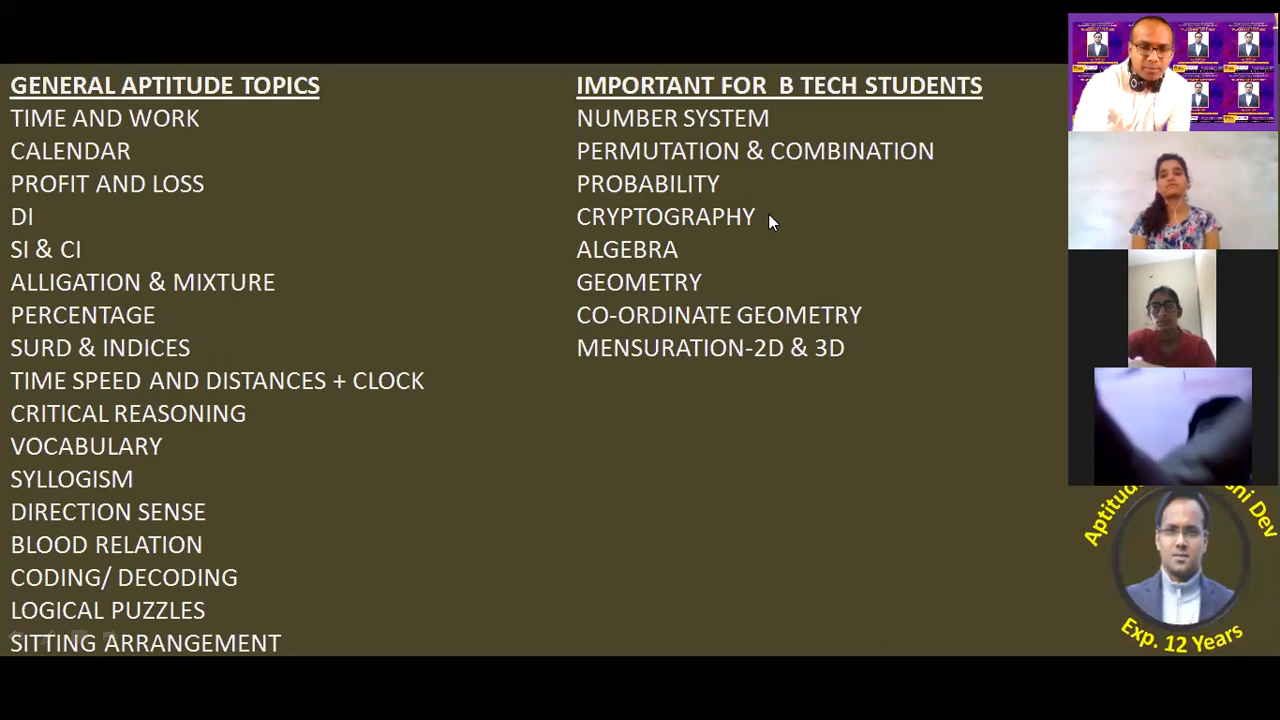 GENERAL APTITUDE TOPICS
TIME AND WORK
CALENDAR
PROFIT AND LOSS
DI
SI & CI
ALLIGATION & MIXTURE
PERCENTAGE
SURD & INDICES
TIME SPEED AND DISTANCES + CLOCK
CRITICAL REASONING
VOCABULARY
SYLLOGISM
DIRECTION SENSE
BLOOD RELATION
CODING/ DECODING
LOGICAL PUZZLES
SITTING ARRANGEMENT
IMPORTANT FOR B TECH STUDENTS
NUMBER SYSTEM
PERMUTATION & COMBINATION
PROBABILITY
CRYPTOGRAPHY
ALGEBRA
GEOMETRY
CO-ORDINATE GEOMETRY
MENSURATION-2D & 3D
Dev
Exp. 12 Years